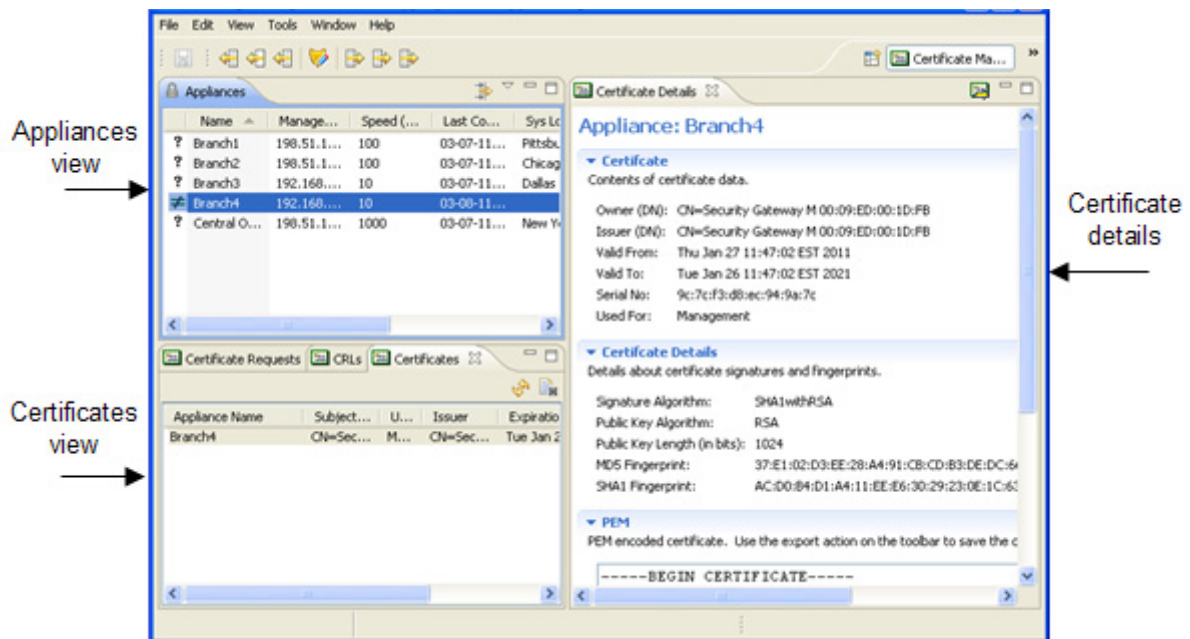 File Edit View Tools Window Help
Certificate Ma... »
Appliances
Name Manage... Speed (... Last Co... Sys Lo
? Branch1 198.51.1... 100 03-07-11... Pittsbu
? Branch2 198.51.1... 100 03-07-11... Chicag
? Branch3 192.168.... 10 03-07-11... Dallas
≠ Branch4 192.168.... 10 03-08-11...
? Central O... 198.51.1... 1000 03-07-11... New Y
Appliances
view
Certificate Requests CRLs Certificates
Appliance Name Subject... U... Issuer Expiratio
Branch4 CN=Sec... M... CN=Sec... Tue Jan 2
Certificates
view
Certificate Details
Appliance: Branch4
Certifcate
Contents of certificate data.
Owner (DN): CN=Security Gateway M 00:09:ED:00:1D:FB
Issuer (DN): CN=Security Gateway M 00:09:ED:00:1D:FB
Valid From: Thu Jan 27 11:47:02 EST 2011
Valid To: Tue Jan 26 11:47:02 EST 2021
Serial No: 9c:7c:f3:d8:ec:94:9a:7c
Used For: Management
Certifcate Details
Details about certificate signatures and fingerprints.
Signature Algorithm: SHA1withRSA
Public Key Algorithm: RSA
Public Key Length (in bits): 1024
MD5 Fingerprint: 37:E1:02:D3:EE:28:A4:91:CB:CD:B3:DE:DC:6
SHA1 Fingerprint: AC:D0:84:D1:A4:11:EE:E6:30:29:23:0E:1C:63
PEM
PEM encoded certificate. Use the export action on the toolbar to save the c
-----BEGIN CERTIFICATE-----
Certificate
details